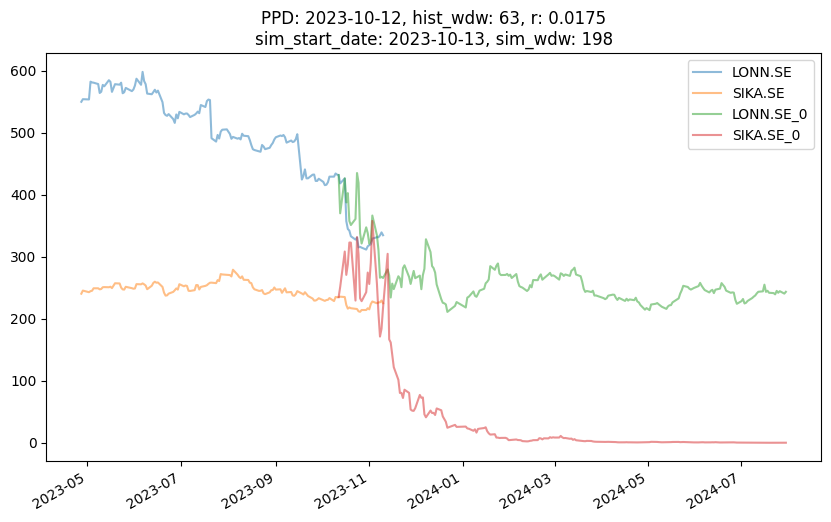 PPD: 2023-10-12, hist_wdw: 63, r: 0.0175
sim_start_date: 2023-10-13, sim_wdw: 198
600
500
400
300
200
100
0
LONN.SE
SIKA.SE
LONN.SE_0
SIKA.SE_0
2023-05
2023-07
2023-09
2023-11
2024-01
2024-03
2024-05
2024-07